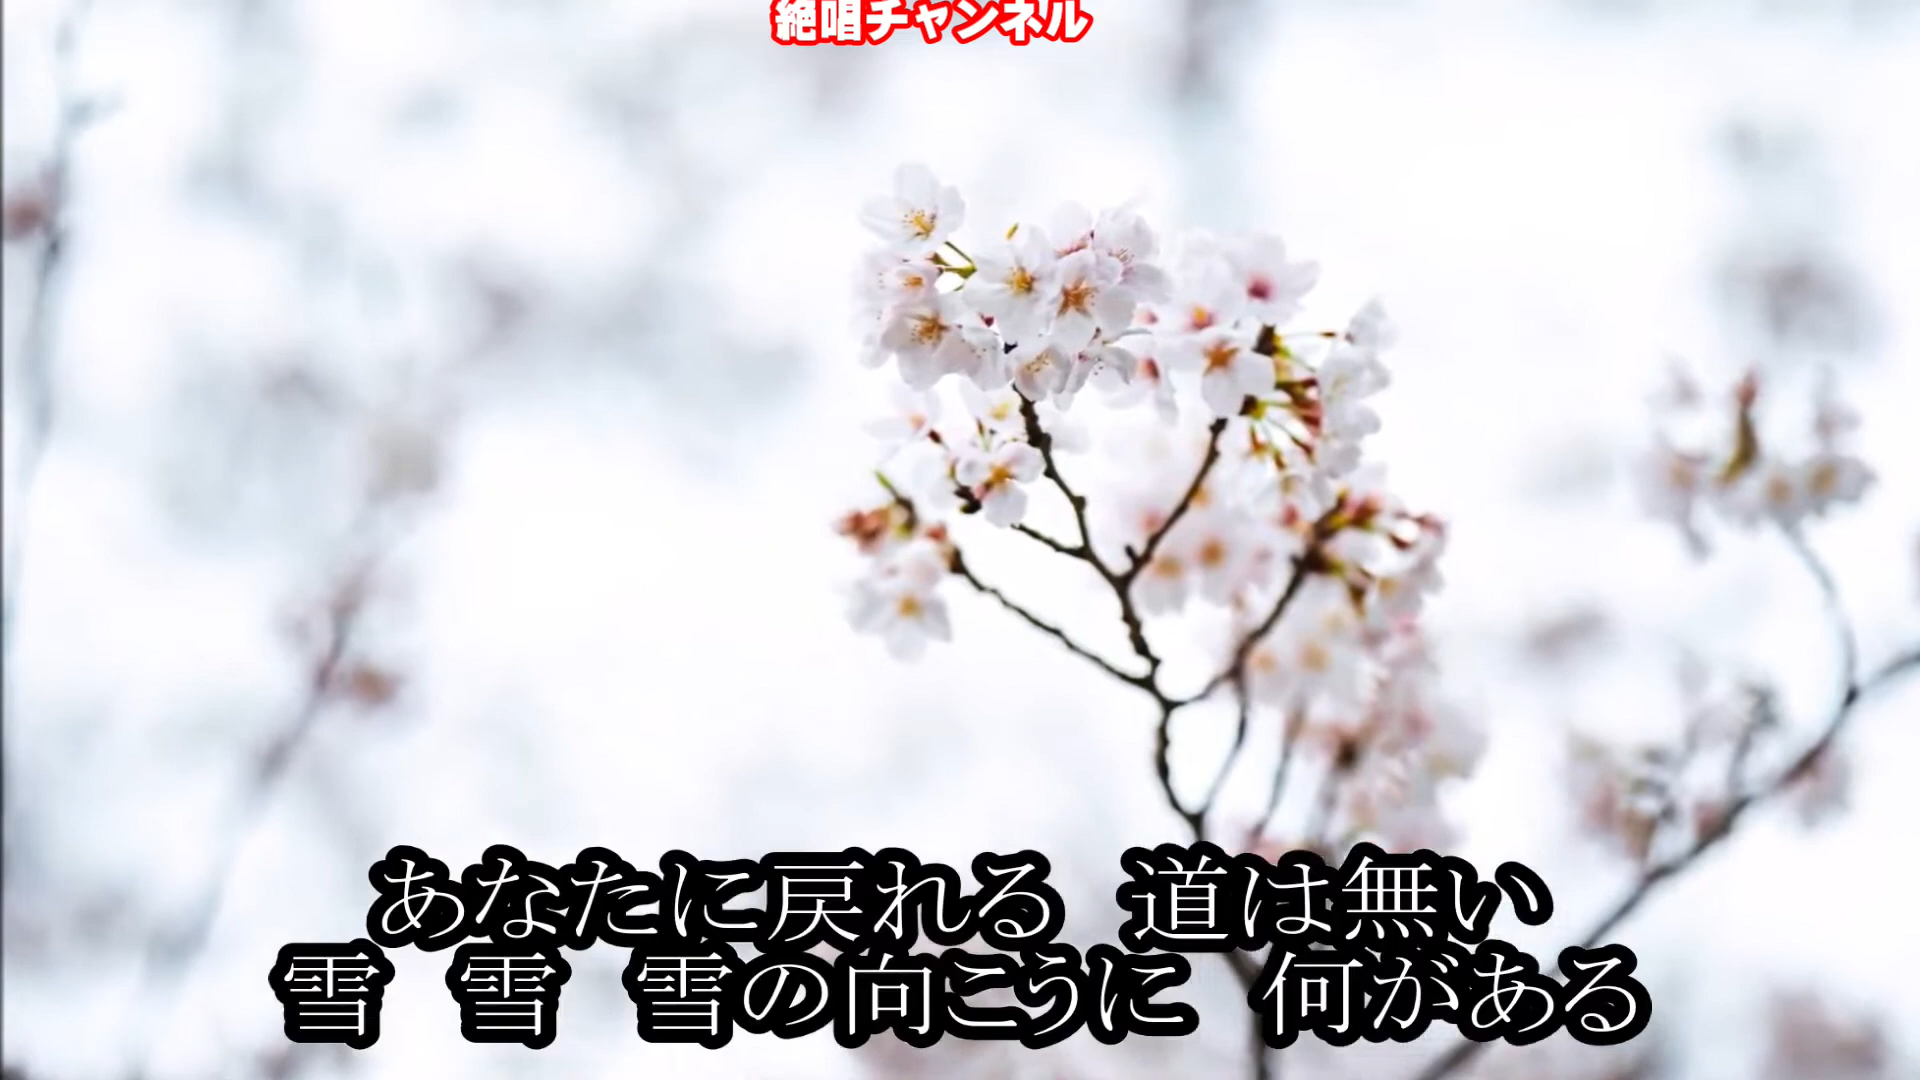 絶唱チャンネル
あなたに戻れる　道は無い
雪　雪　雪の向こうに　何がある